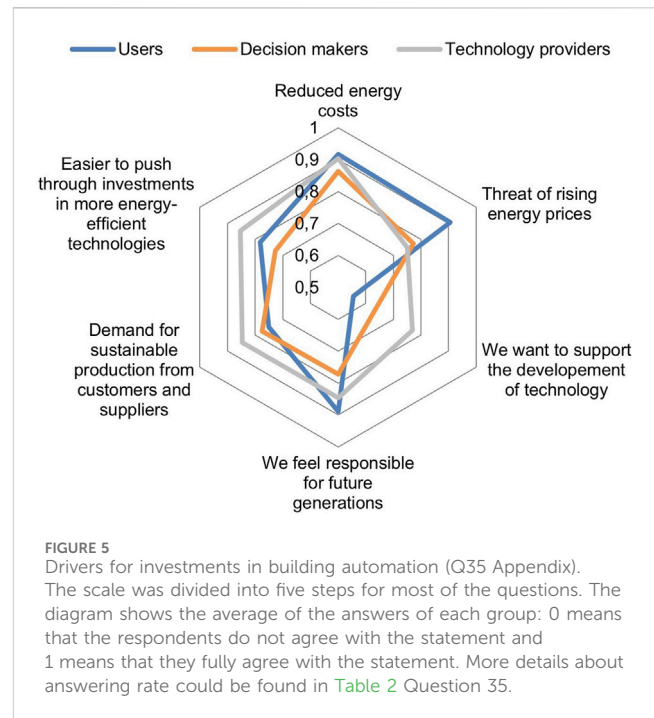 Users Decision makers Technology providers
Reduced energy
costs
1
0,9
0,8
0,7
0,6
0,5
Easier to push
through investments
in more energy-
efficient
technologies
Threat of rising
energy prices
Demand for
sustainable
production from
customers and
suppliers
We want to support
the developement
of technology
We feel responsible
for future
generations
FIGURE 5
Drivers for investments in building automation (Q35 Appendix).
The scale was divided into five steps for most of the questions. The
diagram shows the average of the answers of each group: 0 means
that the respondents do not agree with the statement and
1 means that they fully agree with the statement. More details about
answering rate could be found in Table 2 Question 35.